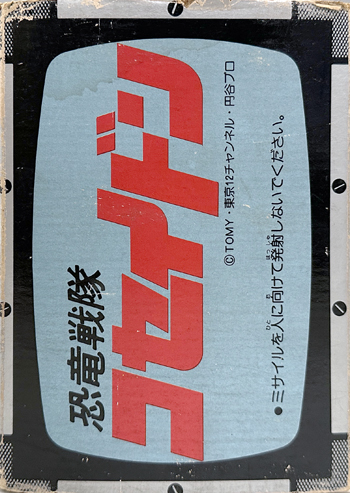 恐竜戦隊
コセイドン
©TOMY・東京12チャンネル・円谷プロ
●ミサイルを人に向けて発射しないでください。